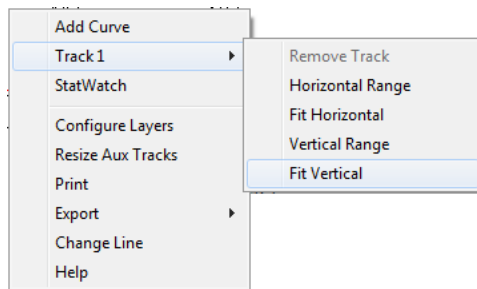 Add Curve
Track 1
StatWatch
Configure Layers
Resize Aux Tracks
Print
Export
Change Line
Help
Remove Track
Horizontal Range
Fit Horizontal
Vertical Range
Fit Vertical